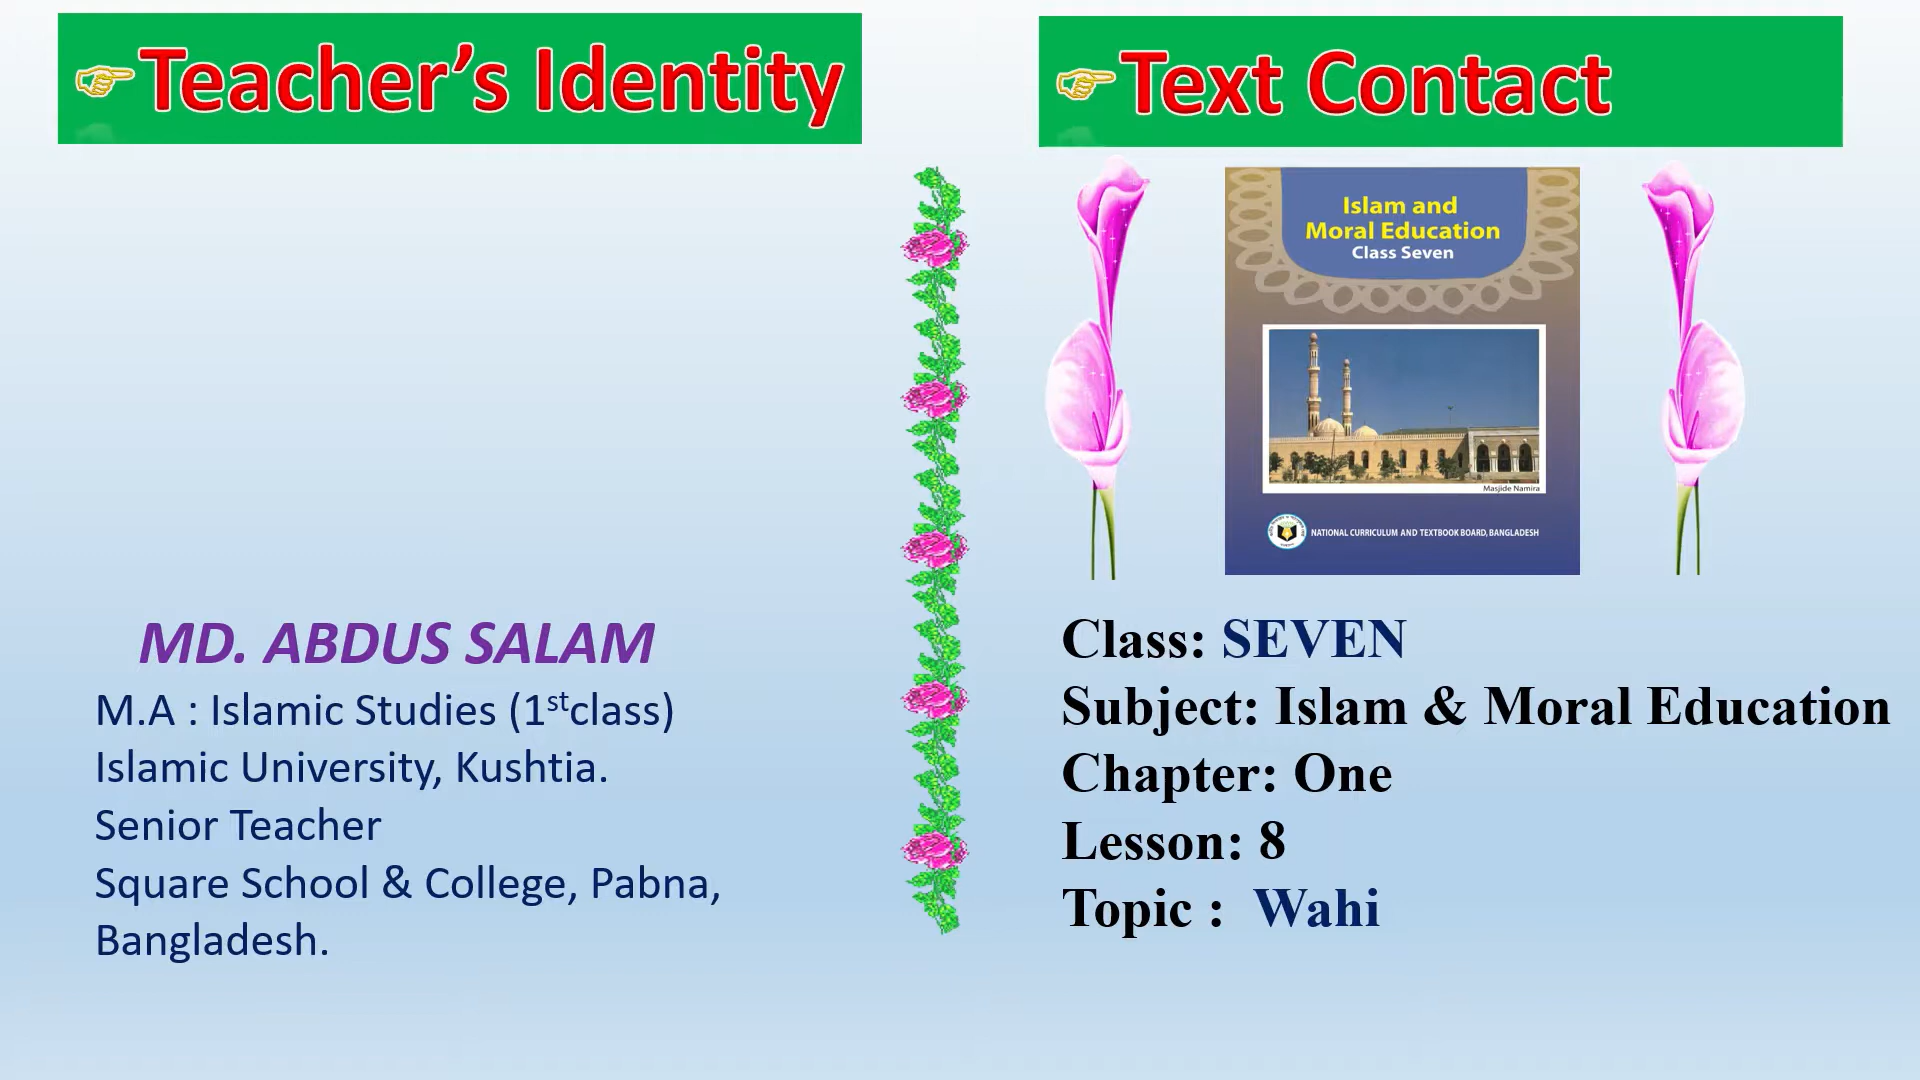 Teacher’s Identity
MD. ABDUS SALAM
M.A : Islamic Studies (1stclass)
Islamic University, Kushtia.
Senior Teacher
Square School & College, Pabna,
Bangladesh.
Text Contact
Islam and
Moral Education
Class Seven
Masjide Namira
NATIONAL CURRICULUM AND TEXTBOOK BOARD, BANGLADESH
Class: SEVEN
Subject: Islam & Moral Education
Chapter: One
Lesson: 8
Topic : Wahi